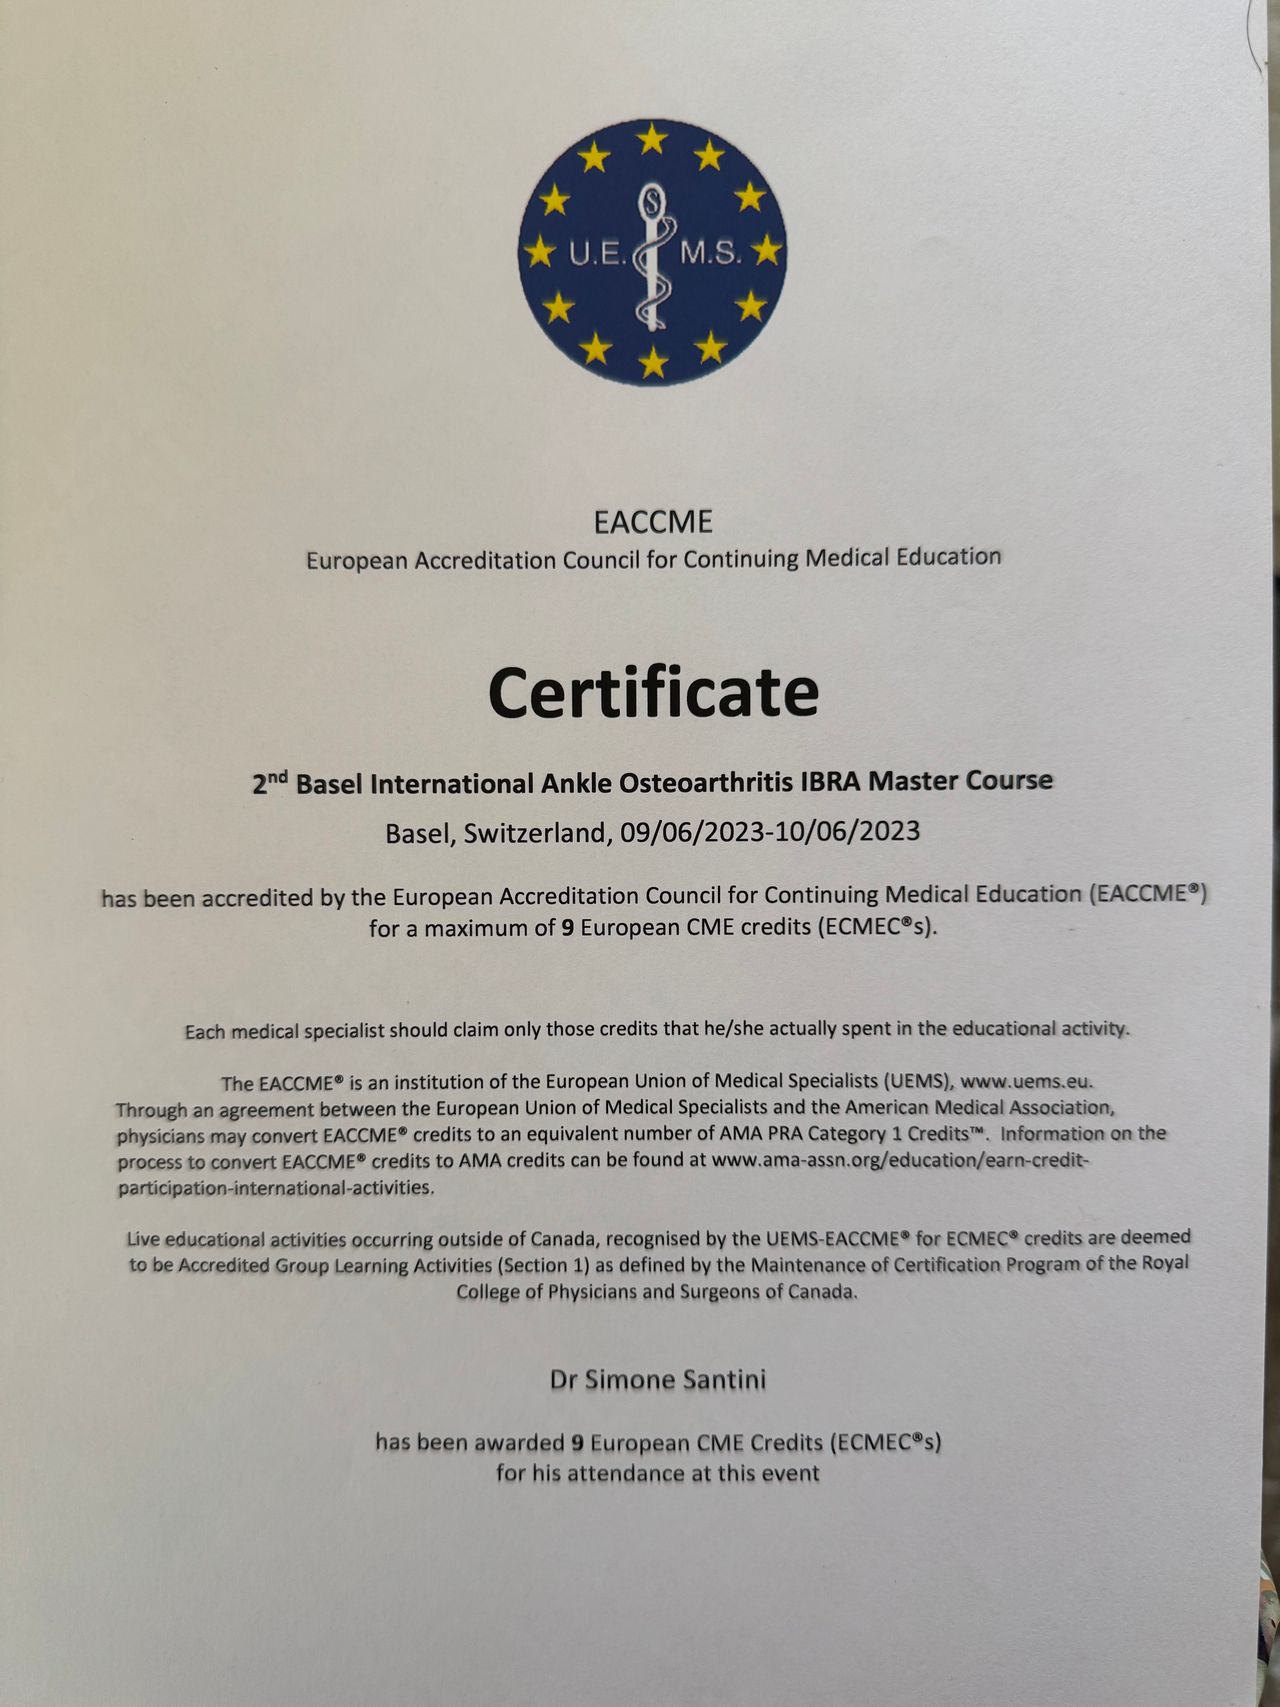 U.E. S M.S.
EACCME
European Accreditation Council for Continuing Medical Education
Certificate
2nd Basel International Ankle Osteoarthritis IBRA Master Course
Basel, Switzerland, 09/06/2023-10/06/2023
has been accredited by the European Accreditation Council for Continuing Medical Education (EACCME®)
for a maximum of 9 European CME credits (ECMEC®s).
Each medical specialist should claim only those credits that he/she actually spent in the educational activity.
The EACCME® is an institution of the European Union of Medical Specialists (UEMS), www.uems.eu.
Through an agreement between the European Union of Medical Specialists and the American Medical Association,
physicians may convert EACCME® credits to an equivalent number of AMA PRA Category 1 Credits™. Information on the
process to convert EACCME® credits to AMA credits can be found at www.ama-assn.org/education/earn-credit-
participation-international-activities.
Live educational activities occurring outside of Canada, recognised by the UEMS-EACCME® for ECMEC® credits are deemed
to be Accredited Group Learning Activities (Section 1) as defined by the Maintenance of Certification Program of the Royal
College of Physicians and Surgeons of Canada.
Dr Simone Santini
has been awarded 9 European CME Credits (ECMEC®s)
for his attendance at this event